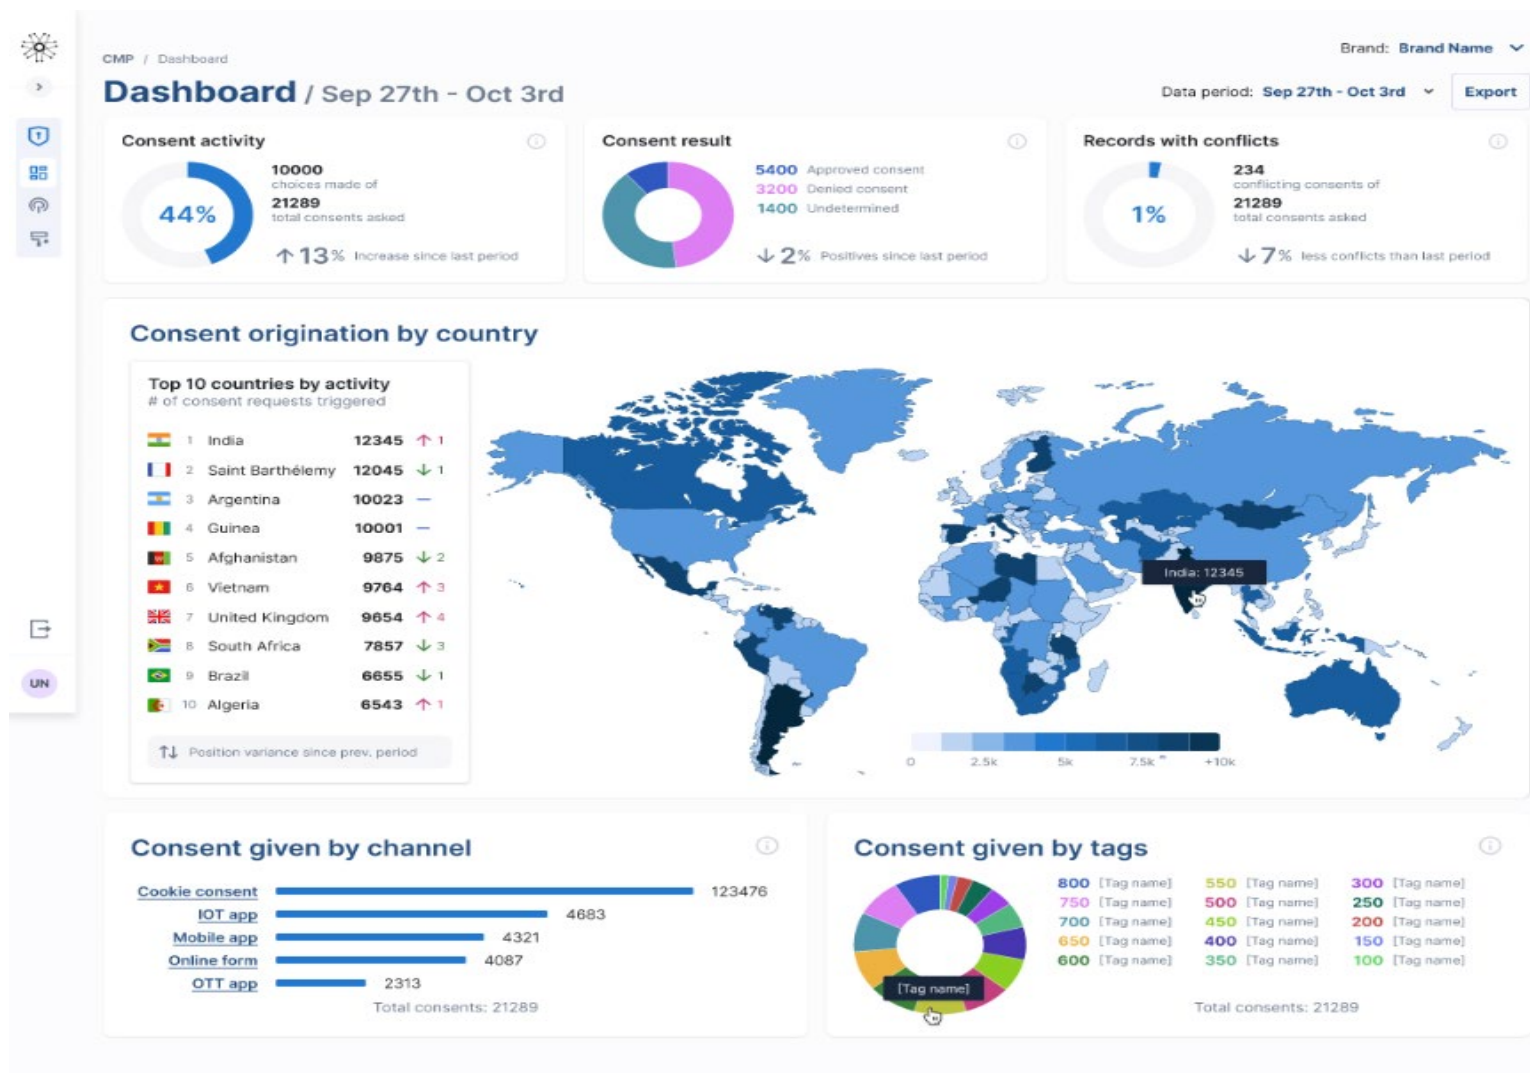 CMP / Dashboard
Brand: Brand Name
Dashboard / Sep 27th - Oct 3rd
Data period: Sep 27th - Oct 3rd
Export
Consent activity
44%
10000
choices made of
21289
total consents asked
↑ 13% Increase since last period
Consent result
5400 Approved consent
3200 Denied consent
1400 Undetermined
↓ 2% Positives since last period
Records with conflicts
1%
234
conflicting consents of
21289
total consents asked
↓ 7% less conflicts than last period
UN
Consent origination by country
Top 10 countries by activity
# of consent requests triggered
1 India 12345 ↑ 1
2 Saint Barthélemy 12045 ↓ 1
3 Argentina 10023 –
4 Guinea 10001 –
5 Afghanistan 9875 ↓ 2
6 Vietnam 9764 ↑ 3
7 United Kingdom 9654 ↑ 4
8 South Africa 7857 ↓ 3
9 Brazil 6655 ↓ 1
10 Algeria 6543 ↑ 1
↑↓ Position variance since prev. period
India: 12345
0 2.5k 5k 7.5k +10k
Consent given by channel
Cookie consent 123476
IOT app 4683
Mobile app 4321
Online form 4087
OTT app 2313
Total consents: 21289
Consent given by tags
[Tag name]
800 [Tag name] 550 [Tag name] 300 [Tag name]
750 [Tag name] 500 [Tag name] 250 [Tag name]
700 [Tag name] 450 [Tag name] 200 [Tag name]
650 [Tag name] 400 [Tag name] 150 [Tag name]
600 [Tag name] 350 [Tag name] 100 [Tag name]
Total consents: 21289